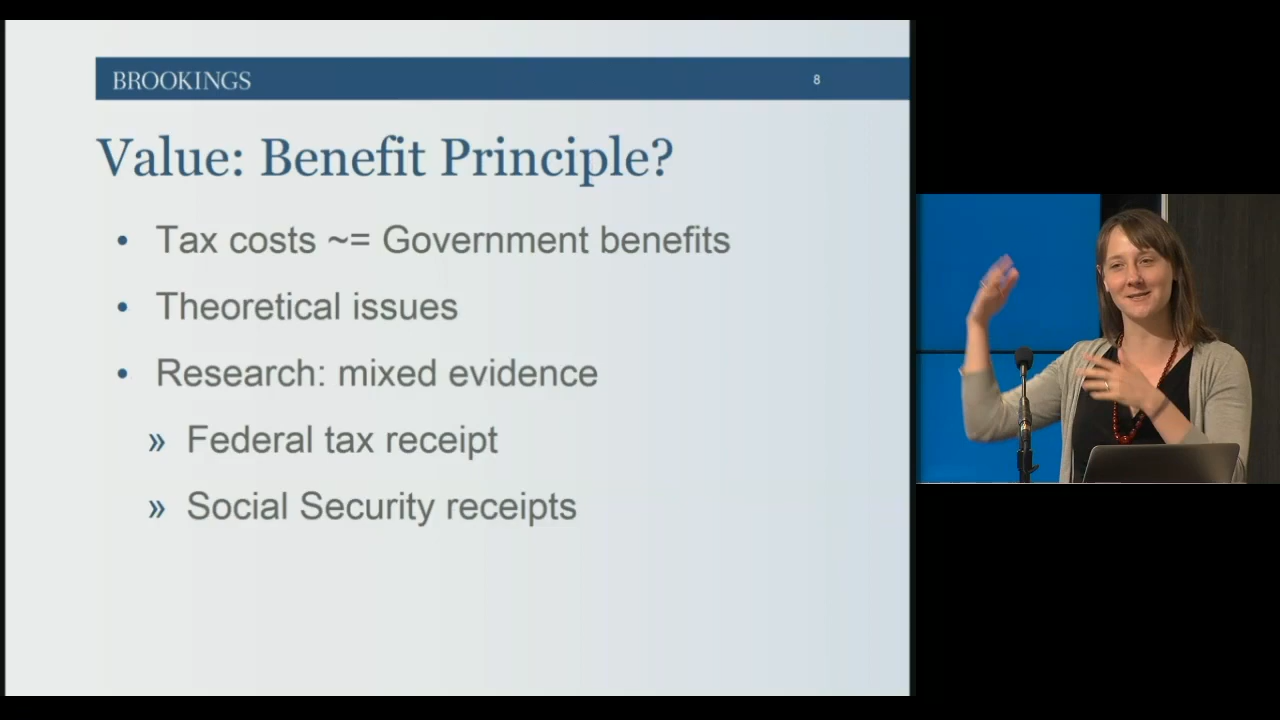 BROOKINGS 8
Value: Benefit Principle?
• Tax costs ~= Government benefits
• Theoretical issues
• Research: mixed evidence
» Federal tax receipt
» Social Security receipts